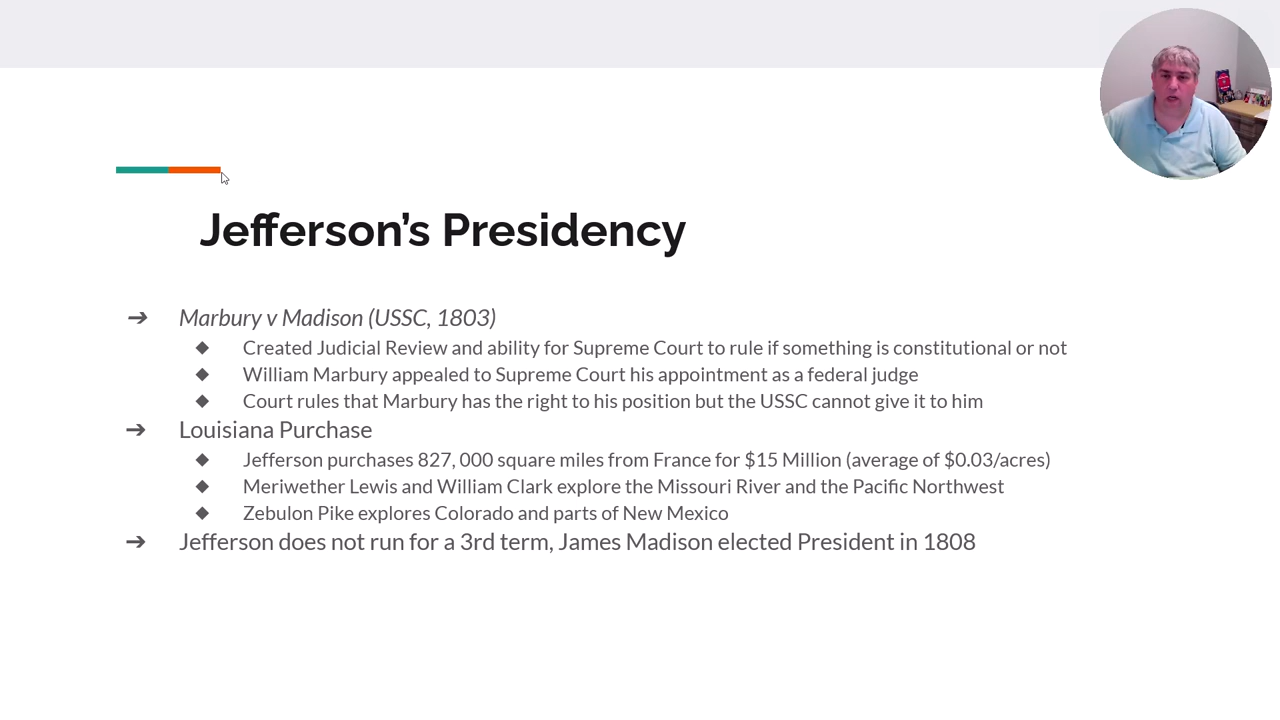 Jefferson’s Presidency
➔ Marbury v Madison (USSC, 1803)
◆ Created Judicial Review and ability for Supreme Court to rule if something is constitutional or not
◆ William Marbury appealed to Supreme Court his appointment as a federal judge
◆ Court rules that Marbury has the right to his position but the USSC cannot give it to him
➔ Louisiana Purchase
◆ Jefferson purchases 827, 000 square miles from France for $15 Million (average of $0.03/acres)
◆ Meriwether Lewis and William Clark explore the Missouri River and the Pacific Northwest
◆ Zebulon Pike explores Colorado and parts of New Mexico
➔ Jefferson does not run for a 3rd term, James Madison elected President in 1808